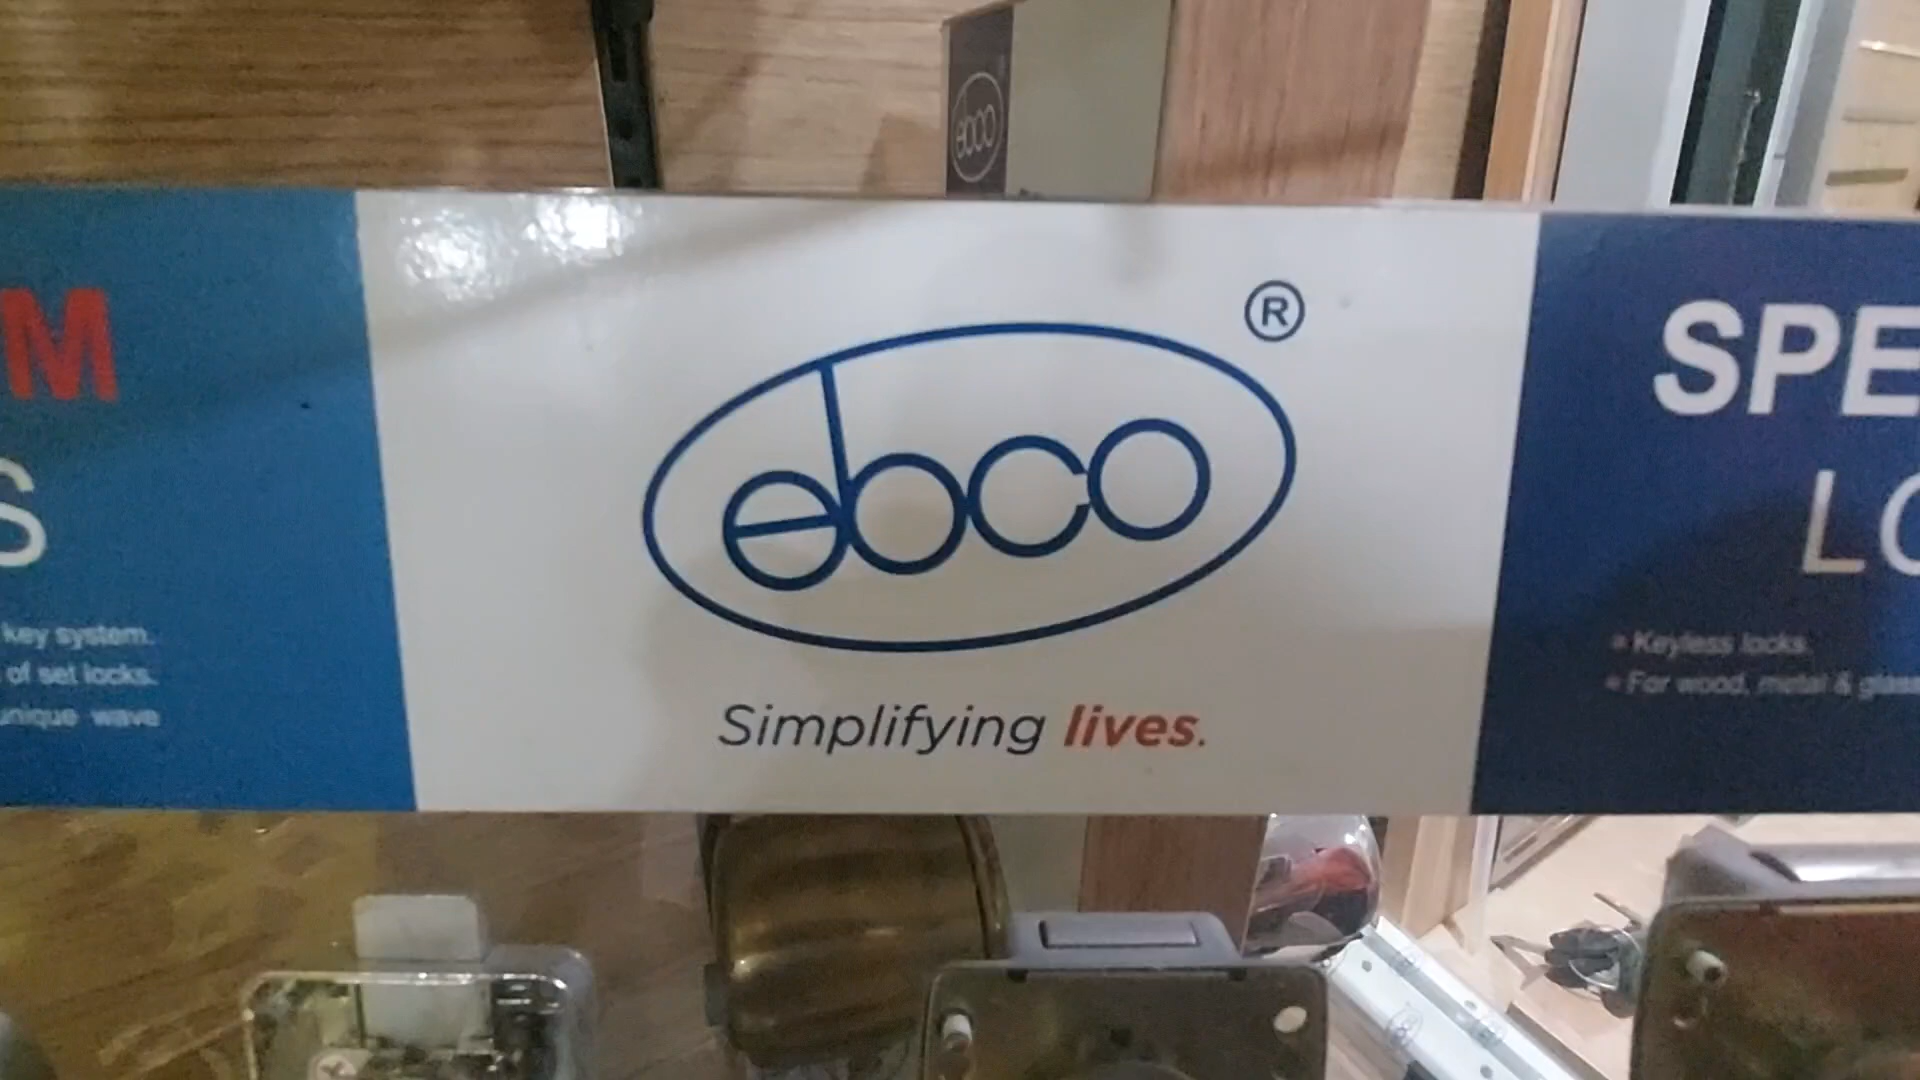 ebco
M
S
key system.
of set locks.
unique wave
®
ebco
Simplifying lives.
SPE
LO
Keyless locks.
For wood, metal & glass